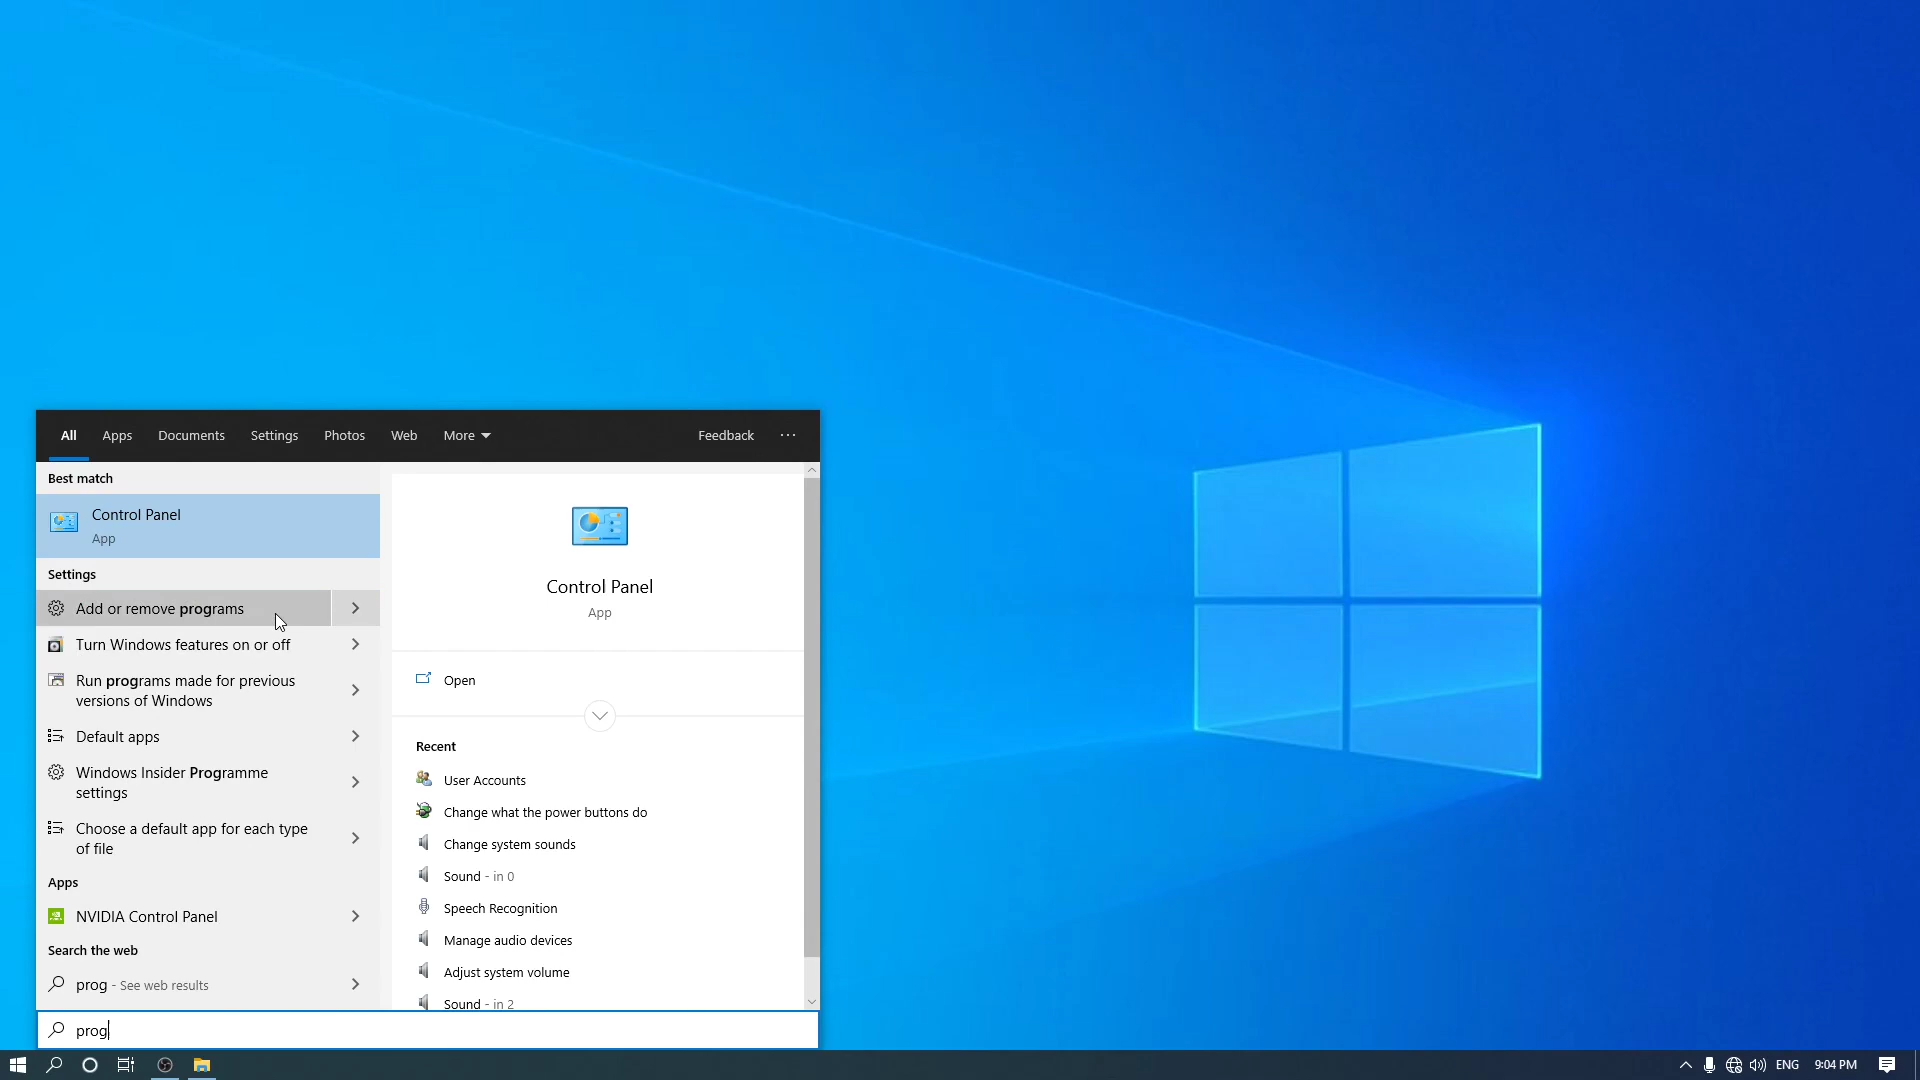 All Apps Documents Settings Photos Web More Feedback ...
Best match
Control Panel
App
Settings
Add or remove programs
Turn Windows features on or off
Run programs made for previous
versions of Windows
Default apps
Windows Insider Programme
settings
Choose a default app for each type
of file
Apps
NVIDIA Control Panel
Search the web
prog - See web results
Control Panel
App
Open
Recent
User Accounts
Change what the power buttons do
Change system sounds
Sound - in 0
Speech Recognition
Manage audio devices
Adjust system volume
Sound - in 2
prog
ENG 9:04 PM